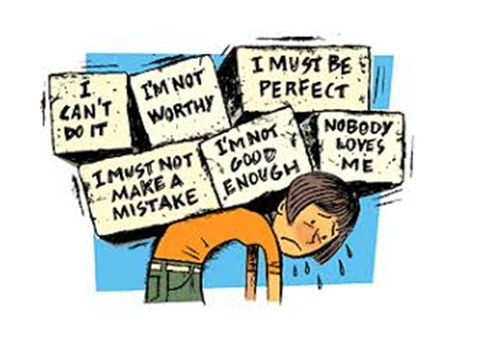 I
CAN'T
DO IT
I'M NOT
WORTHY
I MUST BE
PERFECT
I MUST NOT
MAKE A
MISTAKE
I'M NOT
GOOD
ENOUGH
NOBODY
LOVES
ME